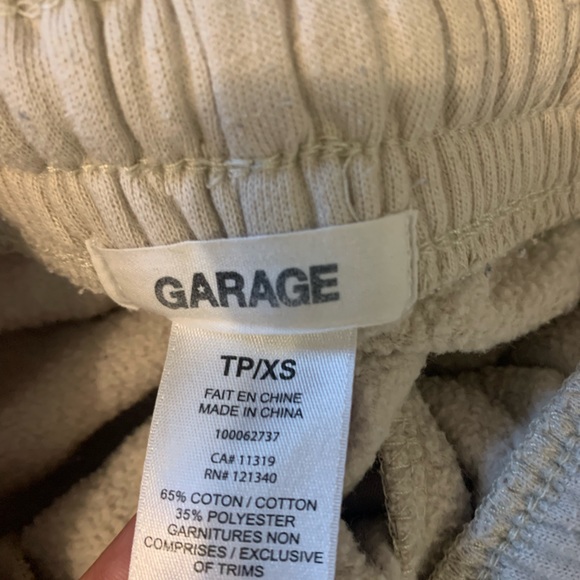 GARAGE
TP/XS
FAIT EN CHINE
MADE IN CHINA
100062737
CA# 11319
RN# 121340
65% COTON / COTTON
35% POLYESTER
GARNITURES NON
COMPRISES / EXCLUSIVE
OF TRIMS